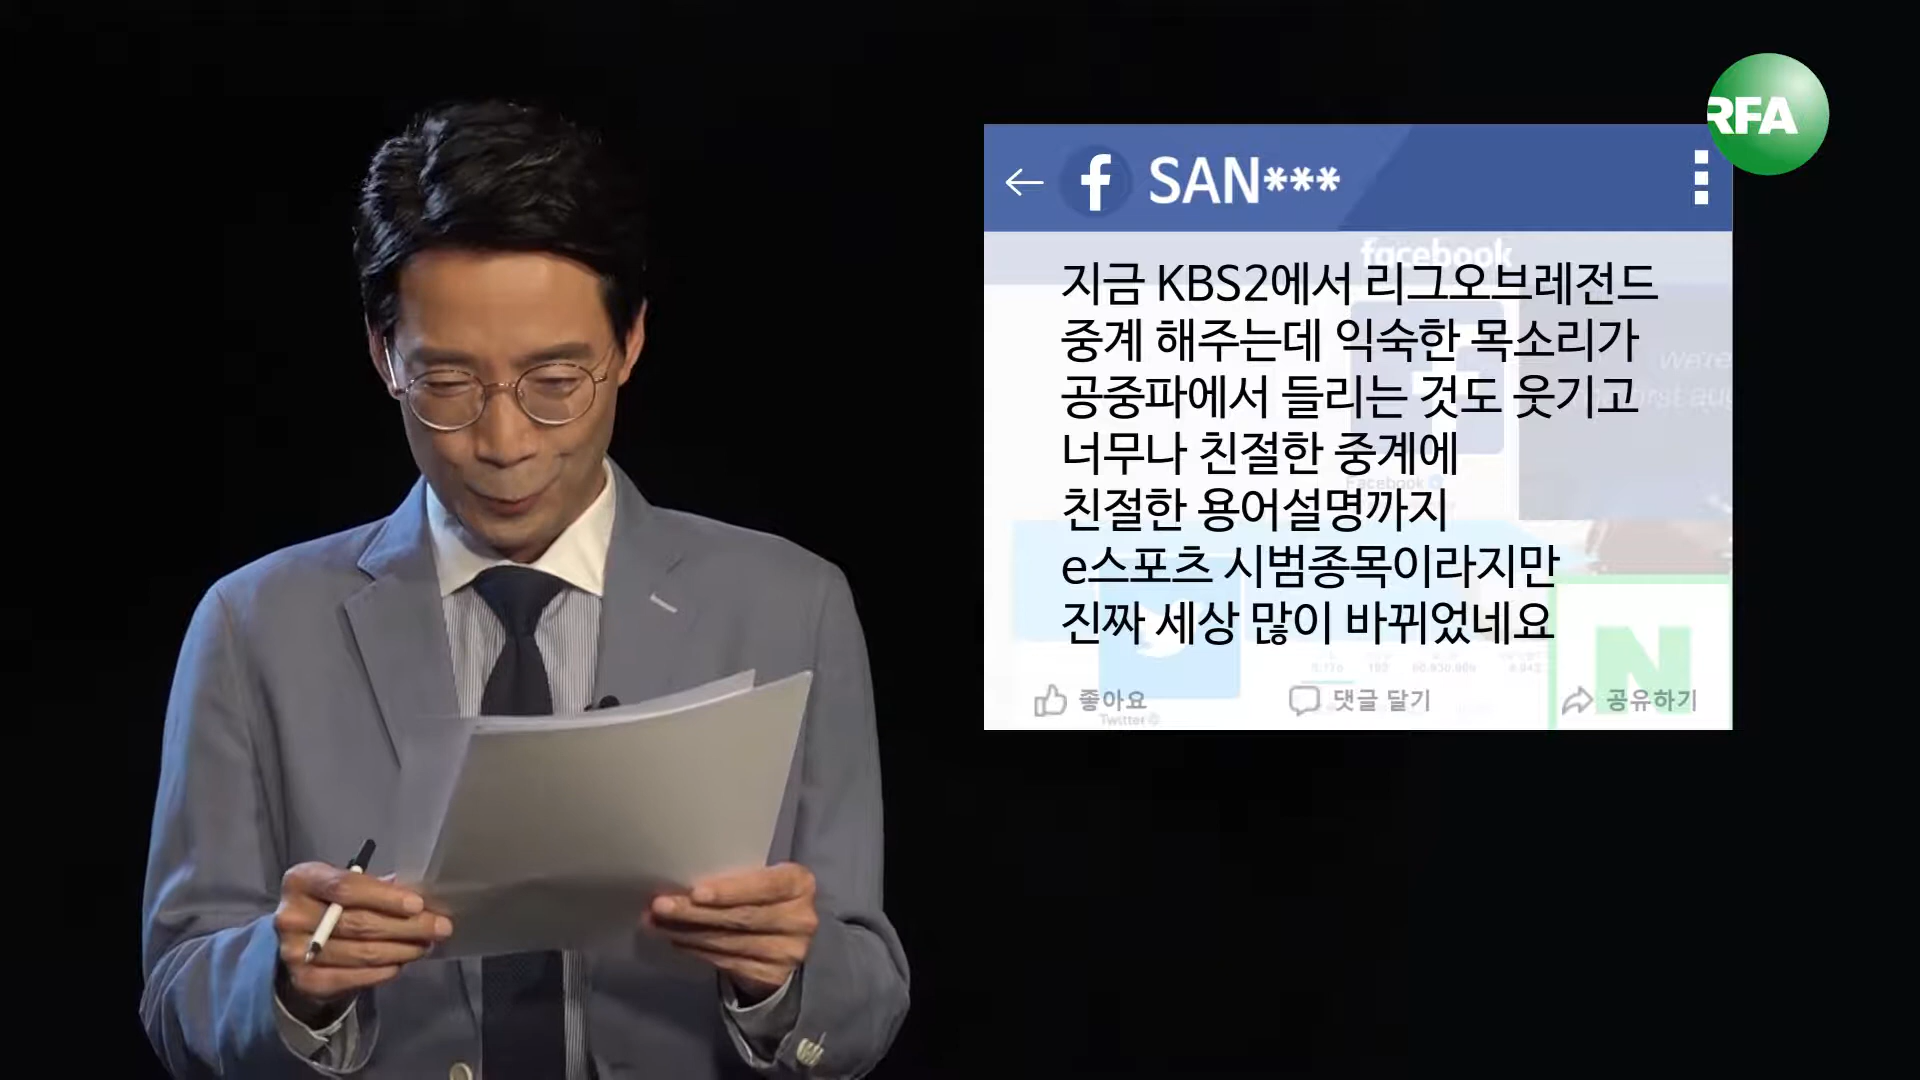 RFA
SAN***
facebook
지금 KBS2에서 리그오브레전드
중계 해주는데 익숙한 목소리가
공중파에서 들리는 것도 웃기고
너무나 친절한 중계에
친절한 용어설명까지
e스포츠 시범종목이라지만
진짜 세상 많이 바뀌었네요
we're
Facebook
N
좋아요
댓글 달기
공유하기
Twitter